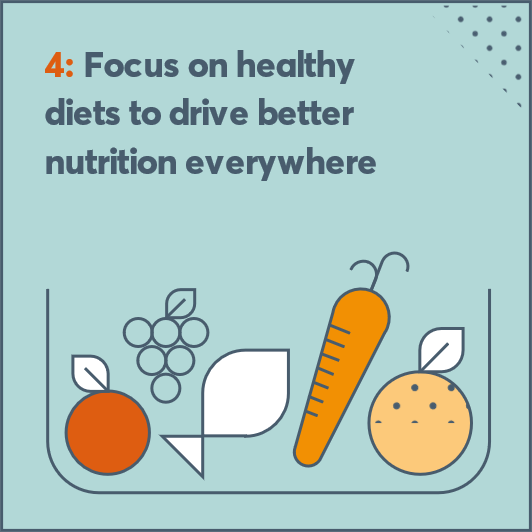 4: Focus on healthy
diets to drive better
nutrition everywhere